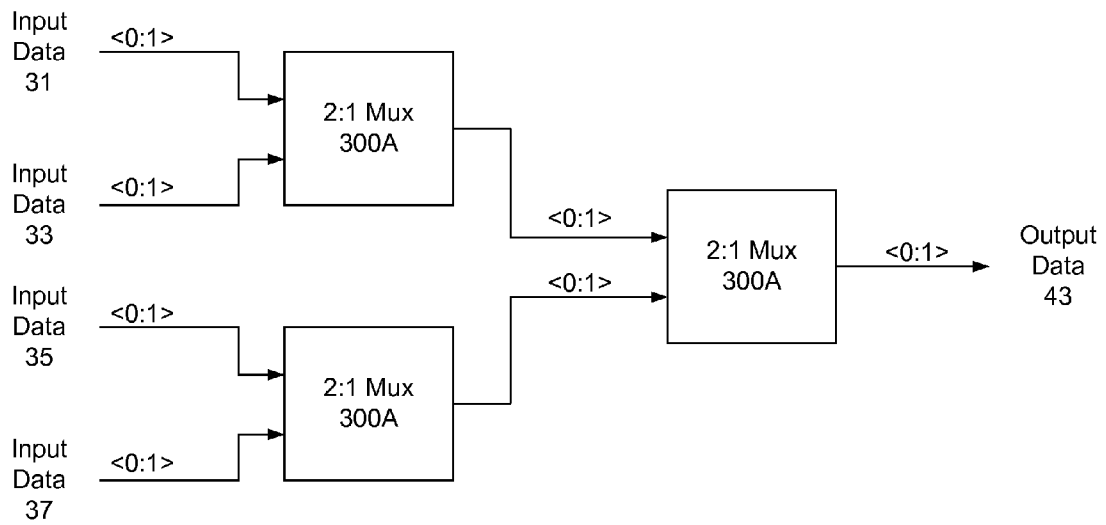 Input
Data
31
<0:1>
2:1 Mux
300A
Input
Data
33
<0:1>
<0:1>
2:1 Mux
300A
<0:1>
Output
Data
43
Input
Data
35
<0:1>
<0:1>
2:1 Mux
300A
Input
Data
37
<0:1>